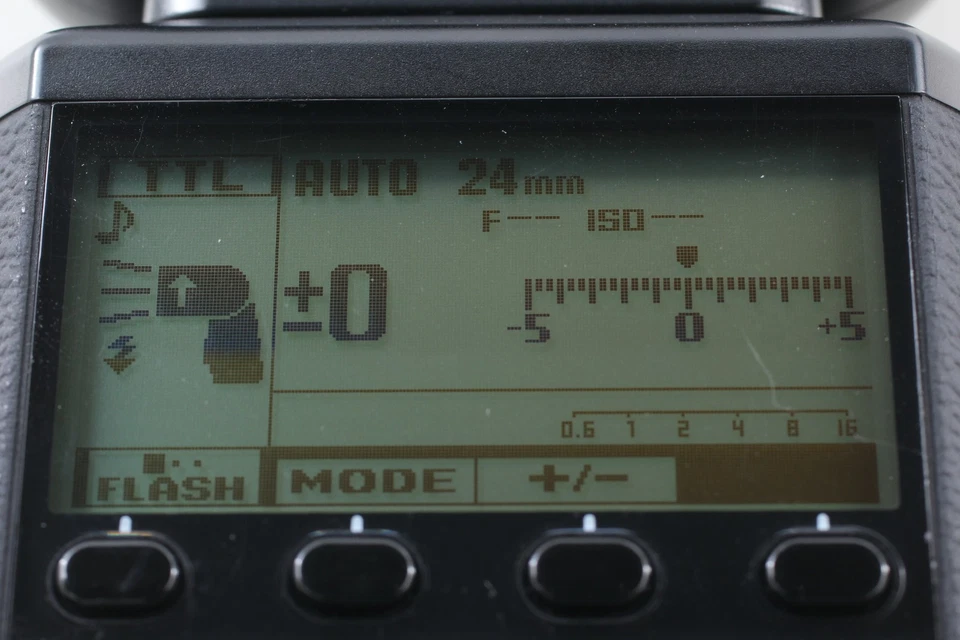 TTL AUTO 24mm
F-- ISO--
±0
-5 0 +5
0.6 1 2 4 8 16
FLASH MODE +/-